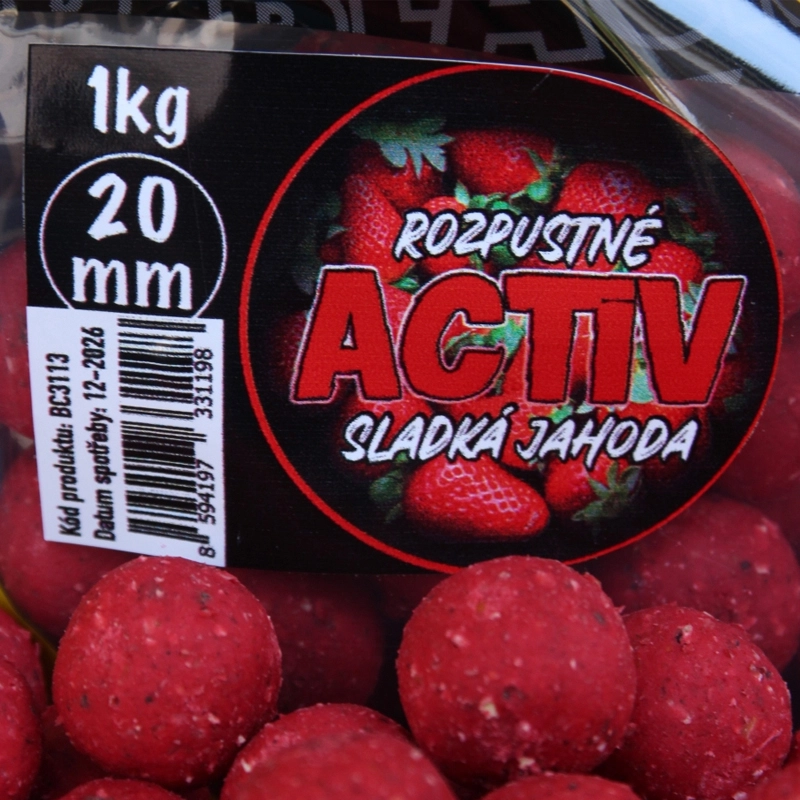 1kg
20
mm
ROZPUSTNÉ
ACTiV
SLADKÁ JAHODA
Kód produktu: BC3113
Datum spotřeby: 12-2026
8 594197 331198